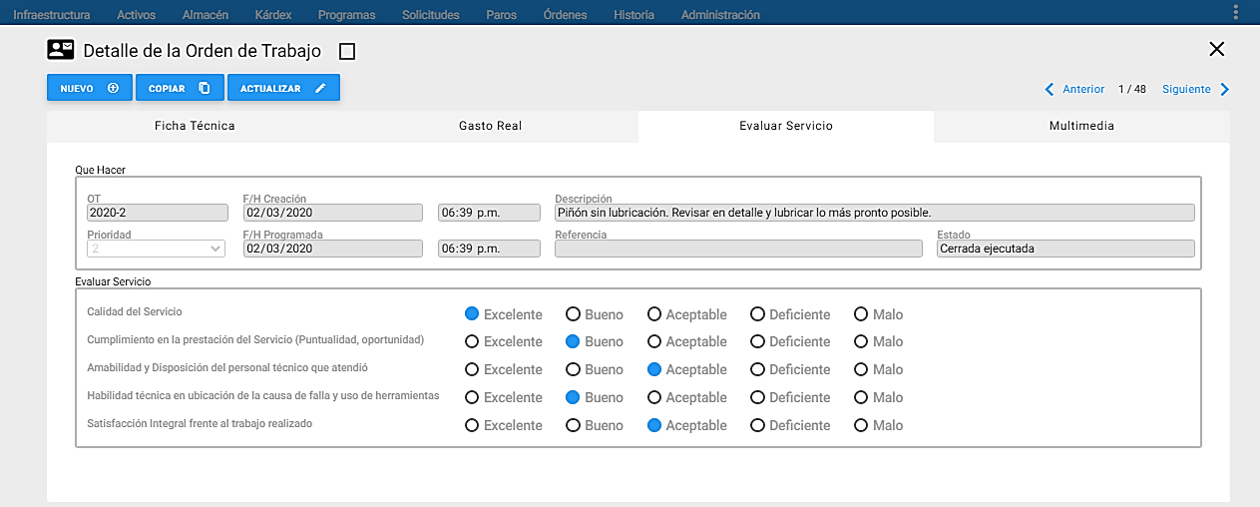 Infraestructura Activos Almacén Kárdex Programas Solicitudes Paros Órdenes Historia Administración
Detalle de la Orden de Trabajo
NUEVO COPIAR ACTUALIZAR Anterior 1 / 48 Siguiente
Ficha Técnica Gasto Real Evaluar Servicio Multimedia
Que Hacer
OT F/H Creación Descripción
2020-2 02/03/2020 06:39 p.m. Piñón sin lubricación. Revisar en detalle y lubricar lo más pronto posible.
Prioridad F/H Programada Referencia Estado
2 02/03/2020 06:39 p.m. Cerrada ejecutada
Evaluar Servicio
Calidad del Servicio Excelente Bueno Aceptable Deficiente Malo
Cumplimiento en la prestación del Servicio (Puntualidad, oportunidad) Excelente Bueno Aceptable Deficiente Malo
Amabilidad y Disposición del personal técnico que atendió Excelente Bueno Aceptable Deficiente Malo
Habilidad técnica en ubicación de la causa de falla y uso de herramientas Excelente Bueno Aceptable Deficiente Malo
Satisfacción Integral frente al trabajo realizado Excelente Bueno Aceptable Deficiente Malo